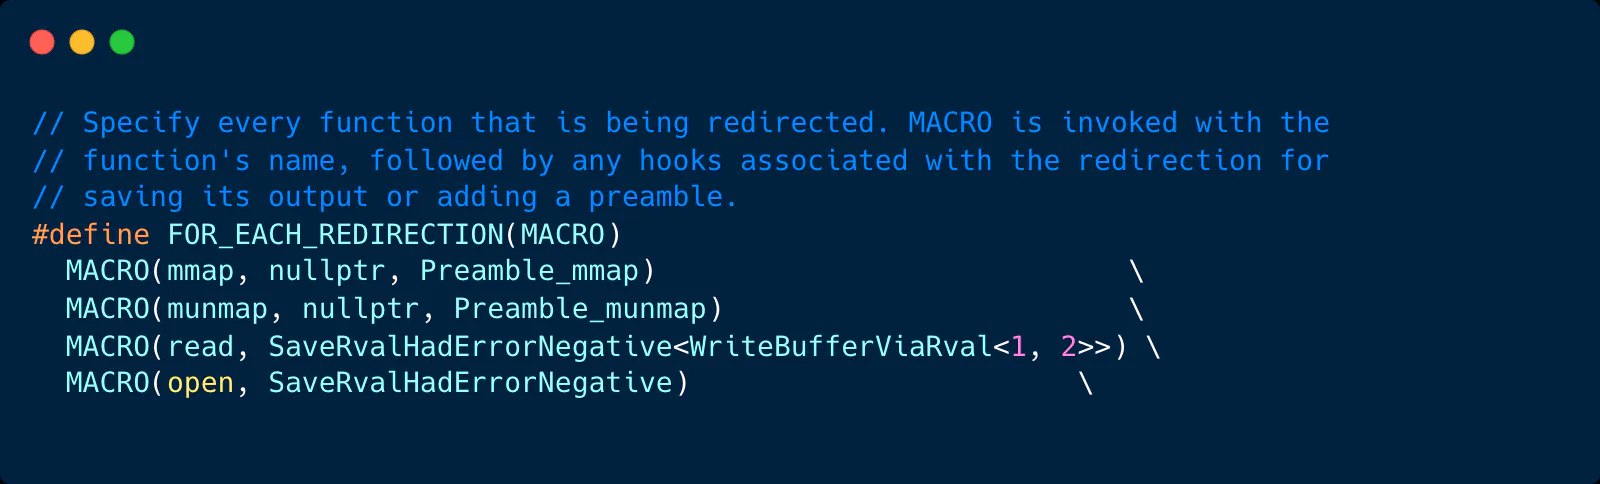 // Specify every function that is being redirected. MACRO is invoked with the
// function's name, followed by any hooks associated with the redirection for
// saving its output or adding a preamble.
#define FOR_EACH_REDIRECTION(MACRO)
  MACRO(mmap, nullptr, Preamble_mmap)                            \
  MACRO(munmap, nullptr, Preamble_munmap)                        \
  MACRO(read, SaveRvalHadErrorNegative<WriteBufferViaRval<1, 2>>) \
  MACRO(open, SaveRvalHadErrorNegative)                       \